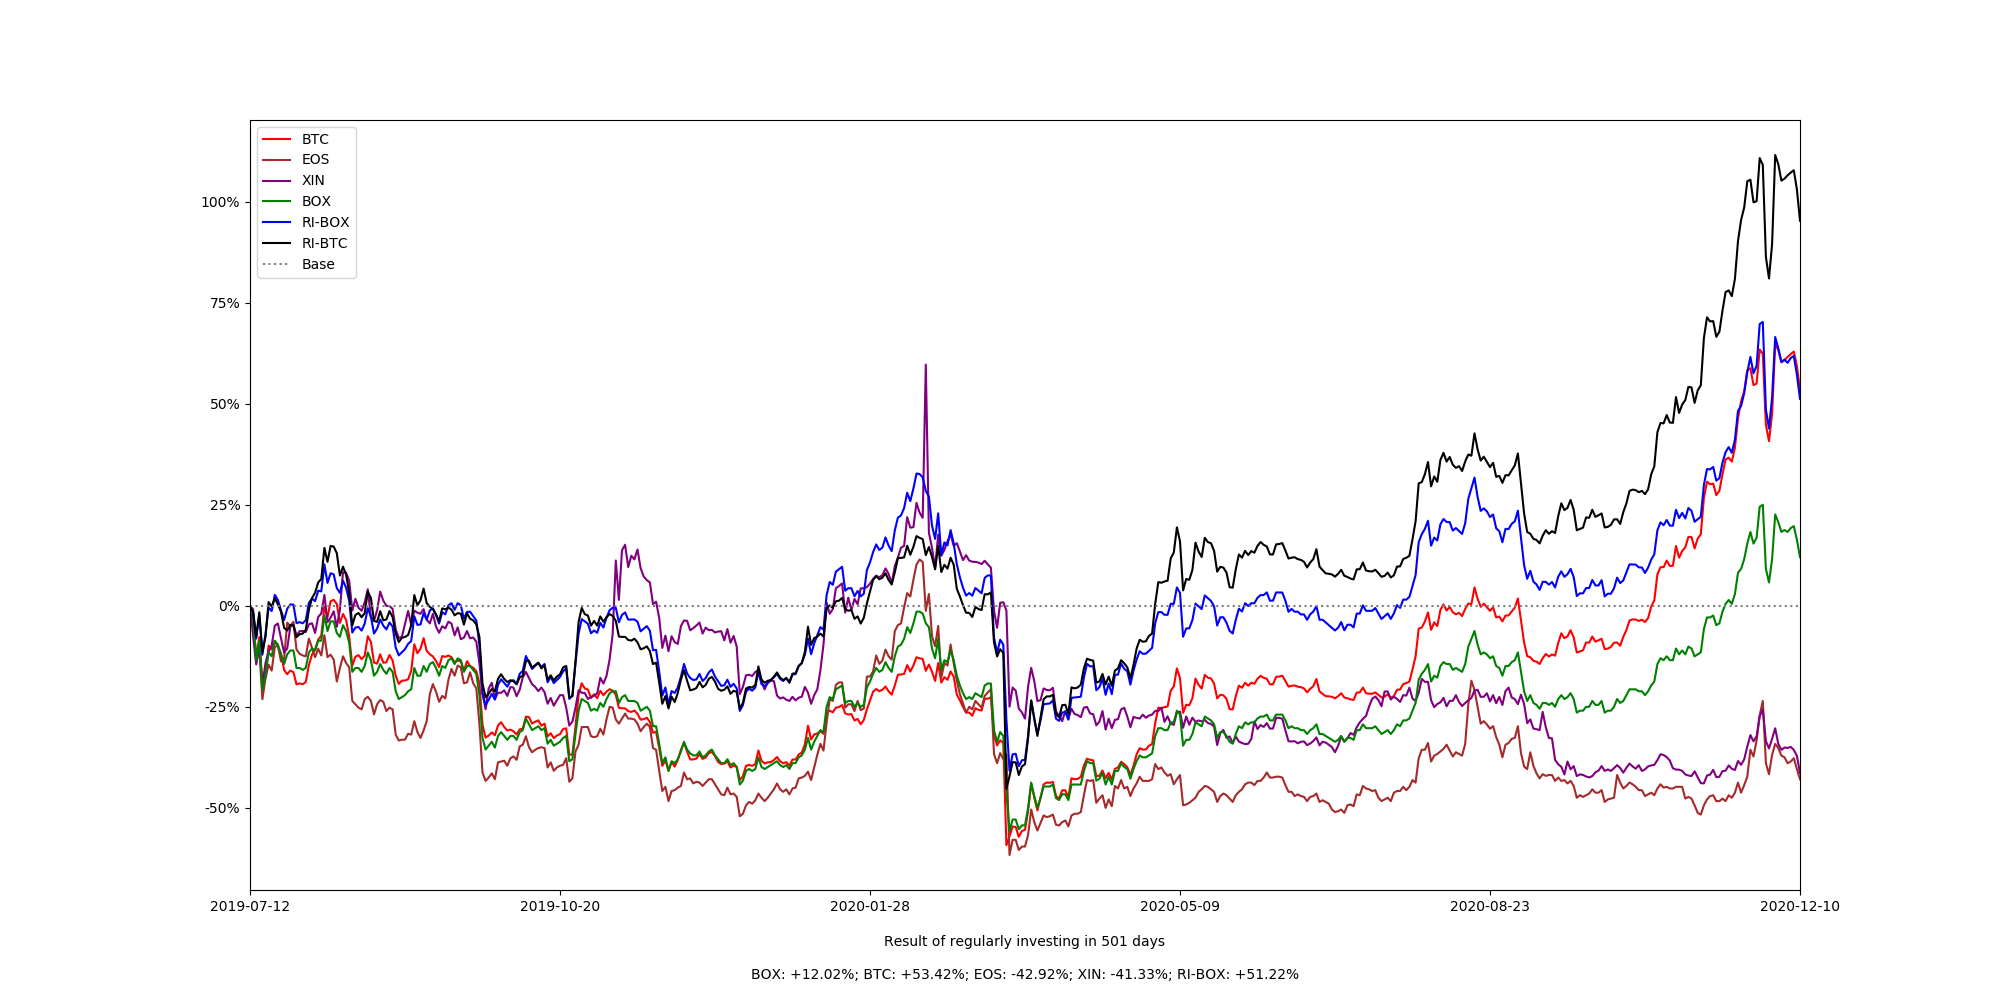 BTC
EOS
XIN
BOX
RI-BOX
RI-BTC
Base
100%
75%
50%
25%
0%
-25%
-50%
2019-07-12 2019-10-20 2020-01-28 2020-05-09 2020-08-23 2020-12-10
Result of regularly investing in 501 days
BOX: +12.02%; BTC: +53.42%; EOS: -42.92%; XIN: -41.33%; RI-BOX: +51.22%